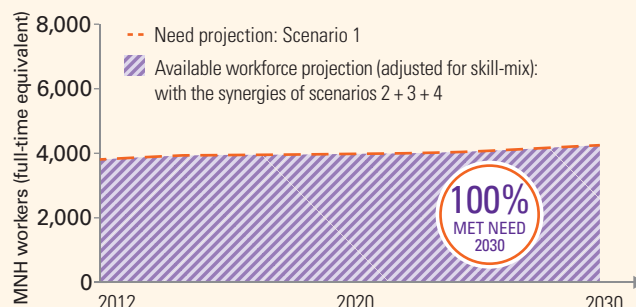 MNH workers (full-time equivalent)
8,000
6,000
4,000
2,000
0
Need projection: Scenario 1
Available workforce projection (adjusted for skill-mix):
with the synergies of scenarios 2 + 3 + 4
100%
MET NEED
2030
2012
2020
2030